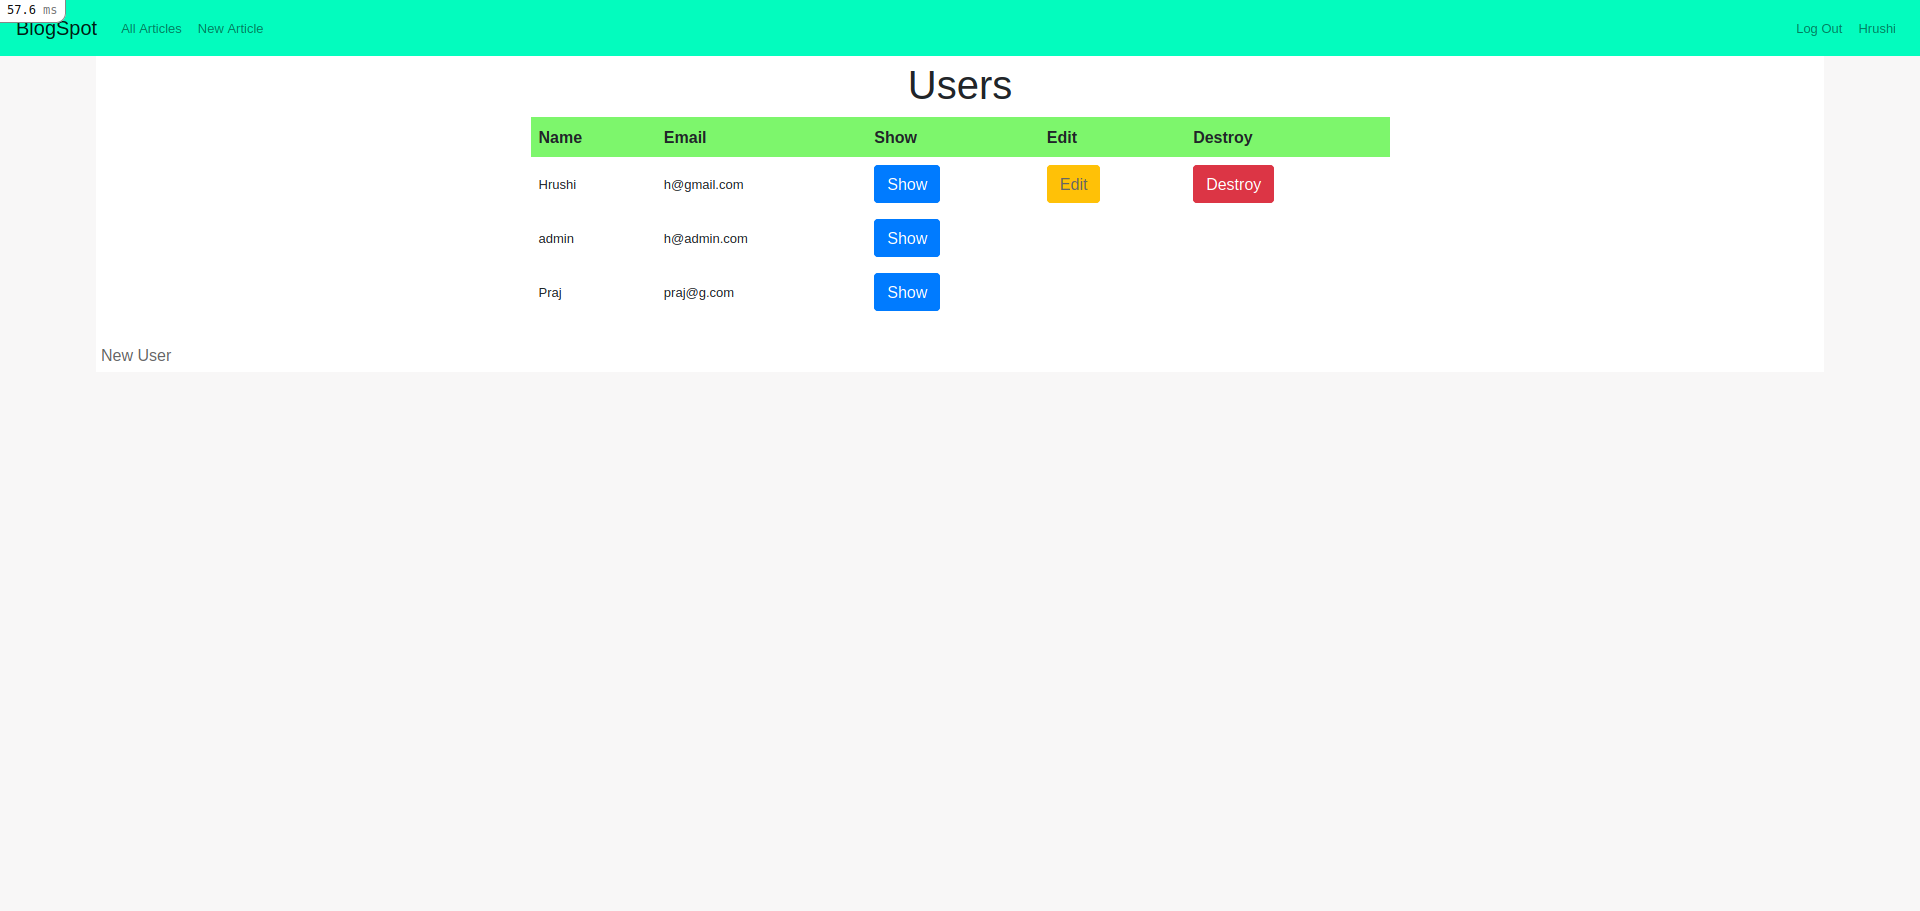 57.6 ms
BlogSpot All Articles New Article Log Out Hrushi
Users
Name Email Show Edit Destroy
Hrushi h@gmail.com Show Edit Destroy
admin h@admin.com Show
Praj praj@g.com Show
New User